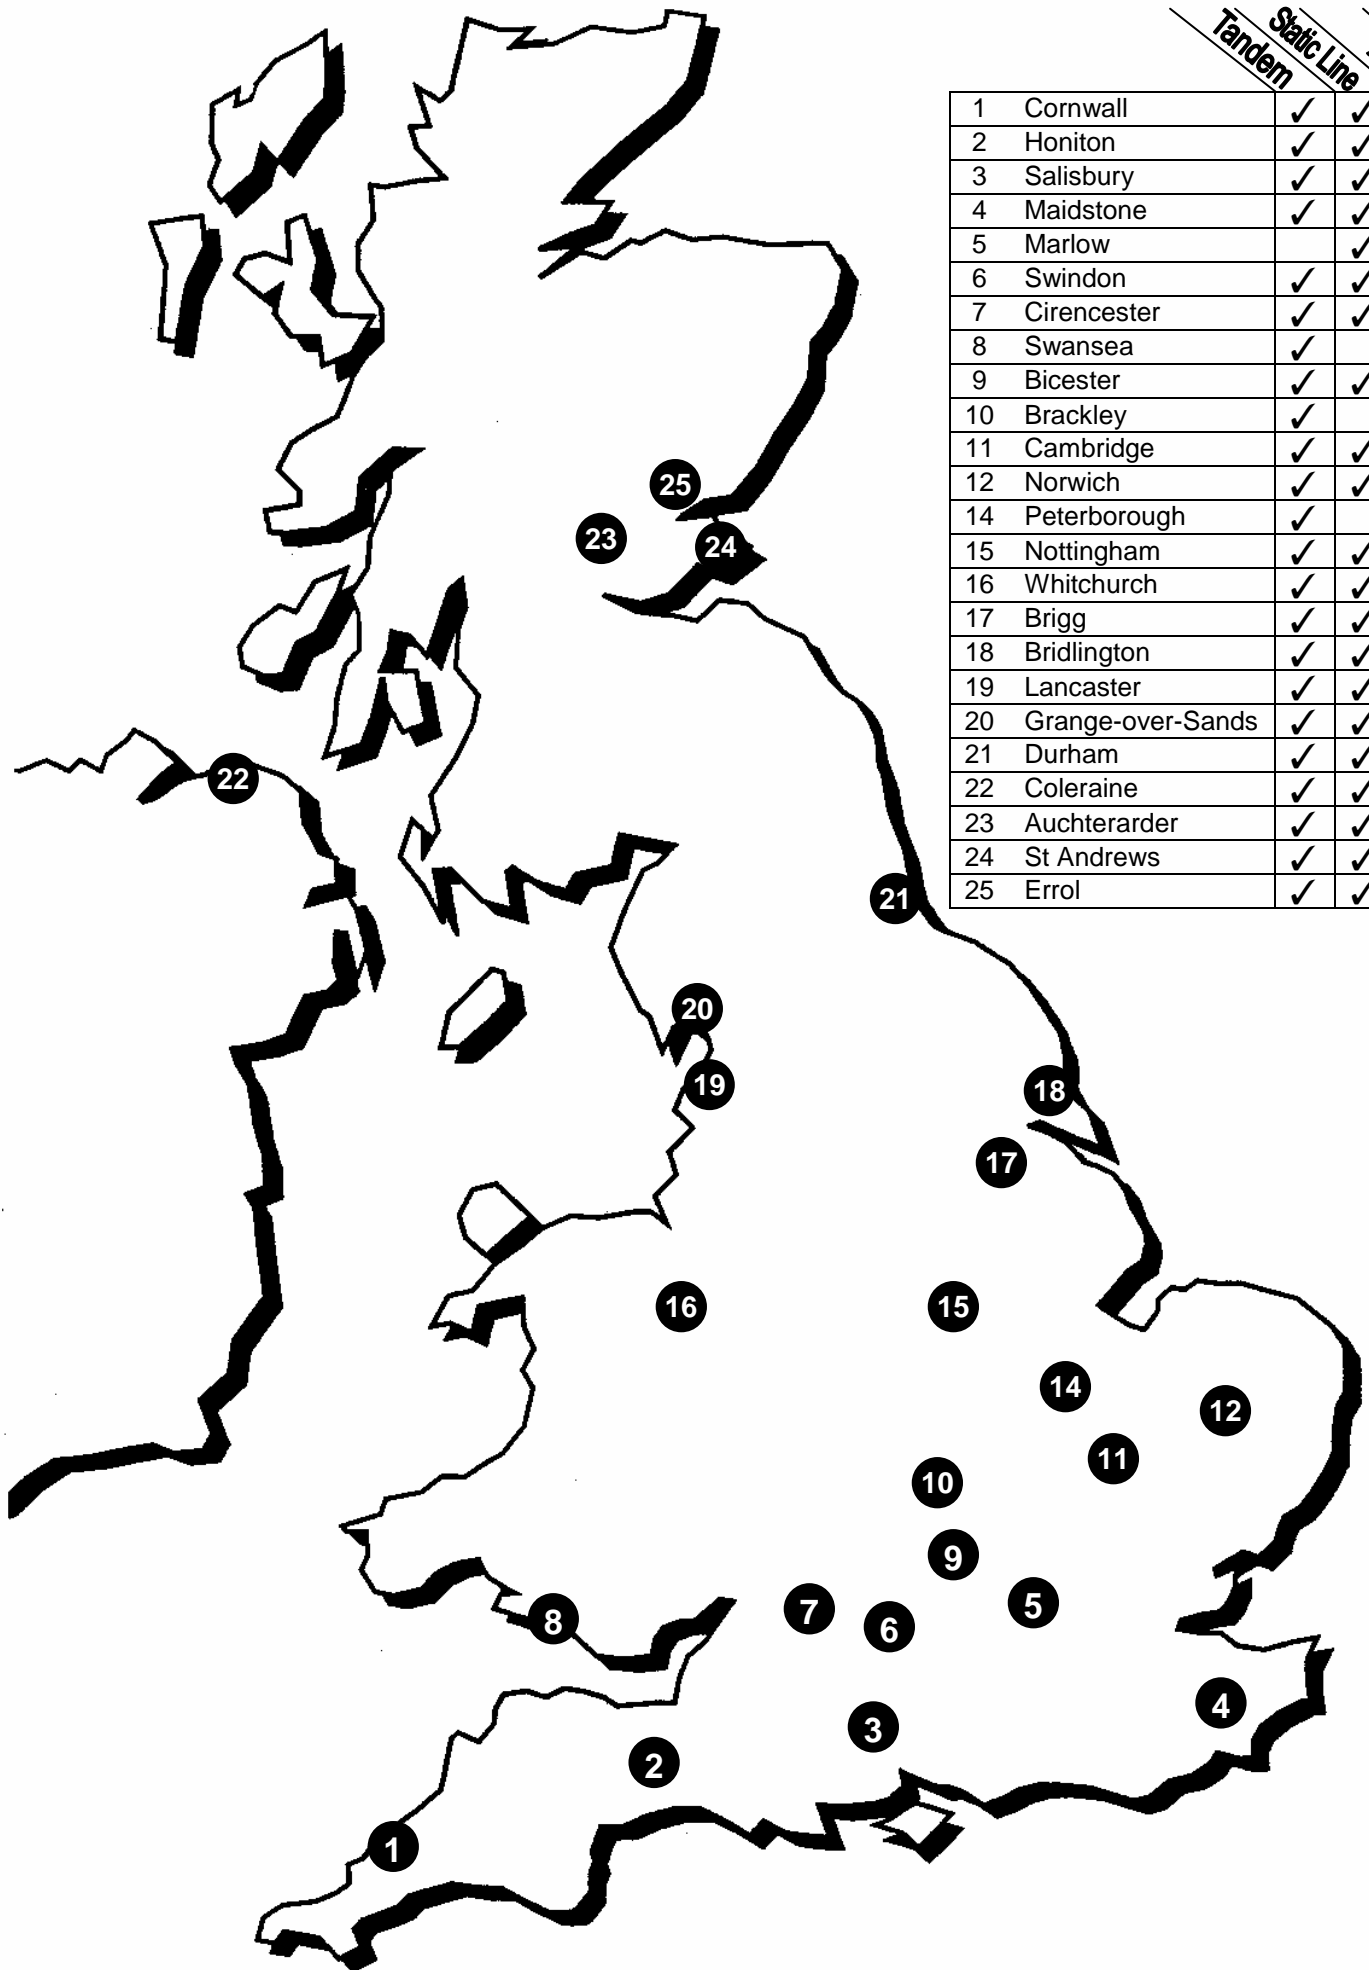 Tandem
Static Line
1 Cornwall ✓ ✓
2 Honiton ✓ ✓
3 Salisbury ✓ ✓
4 Maidstone ✓ ✓
5 Marlow ✓
6 Swindon ✓ ✓
7 Cirencester ✓ ✓
8 Swansea ✓
9 Bicester ✓ ✓
10 Brackley ✓
11 Cambridge ✓ ✓
12 Norwich ✓ ✓
14 Peterborough ✓
15 Nottingham ✓ ✓
16 Whitchurch ✓ ✓
17 Brigg ✓ ✓
18 Bridlington ✓ ✓
19 Lancaster ✓ ✓
20 Grange-over-Sands ✓ ✓
21 Durham ✓ ✓
22 Coleraine ✓ ✓
23 Auchterarder ✓ ✓
24 St Andrews ✓ ✓
25 Errol ✓ ✓
25
23
24
22
21
20
19
18
17
16
15
14
12
11
10
9
5
7
6
8
4
3
2
1